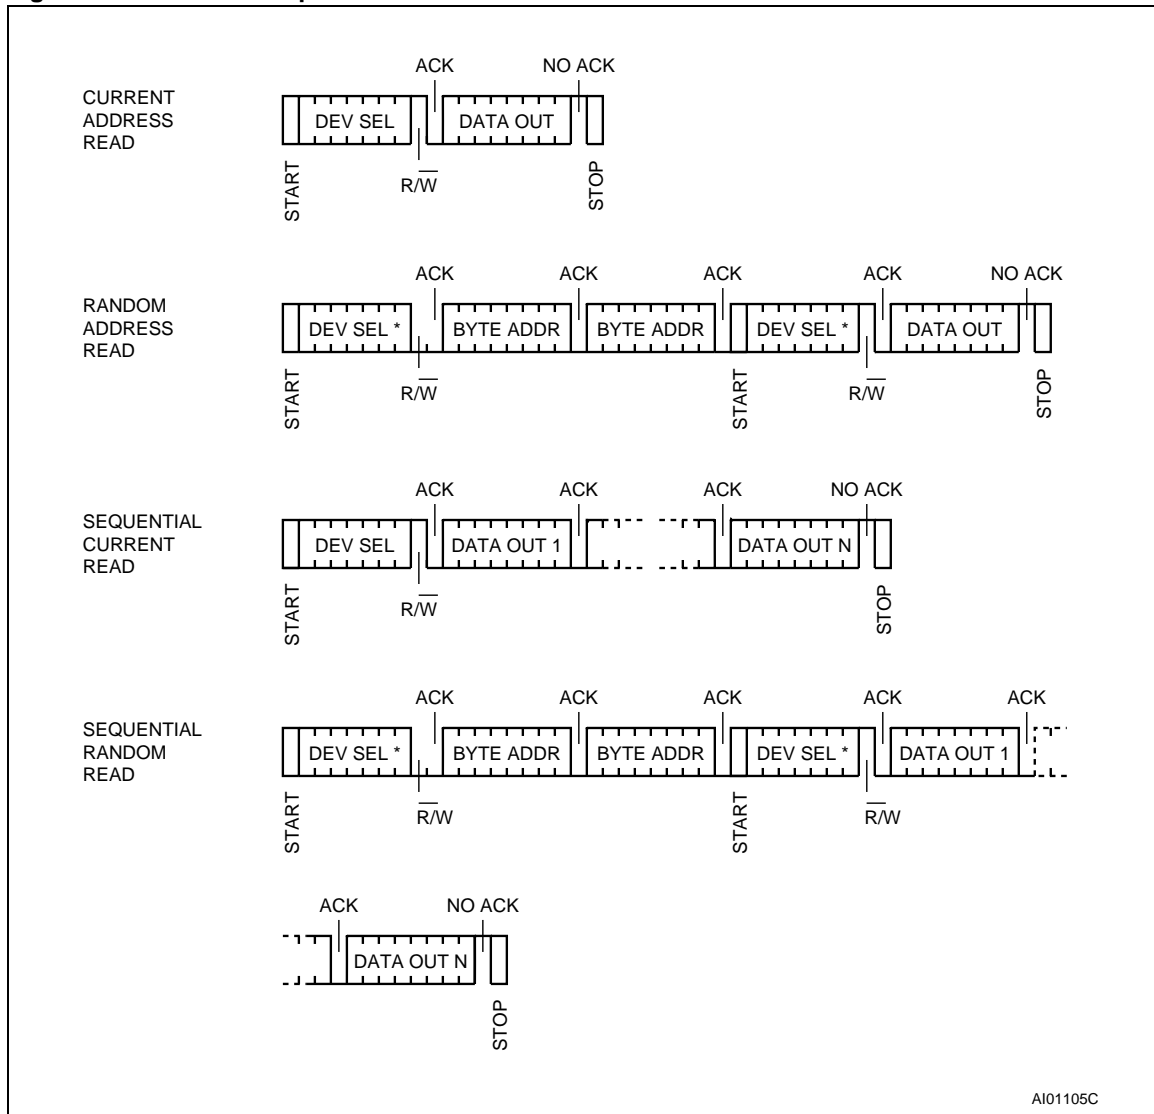 ACK NO ACK
CURRENT
ADDRESS
READ
DEV SEL DATA OUT
START R/W̅ STOP
ACK ACK ACK ACK NO ACK
RANDOM
ADDRESS
READ
DEV SEL * BYTE ADDR BYTE ADDR DEV SEL * DATA OUT
START R/W̅ START R/W̅ STOP
ACK ACK ACK NO ACK
SEQUENTIAL
CURRENT
READ
DEV SEL DATA OUT 1 DATA OUT N
START R/W̅ STOP
ACK ACK ACK ACK ACK
SEQUENTIAL
RANDOM
READ
DEV SEL * BYTE ADDR BYTE ADDR DEV SEL * DATA OUT 1
START R̅/W START R̅/W
ACK NO ACK
DATA OUT N
STOP
AI01105C